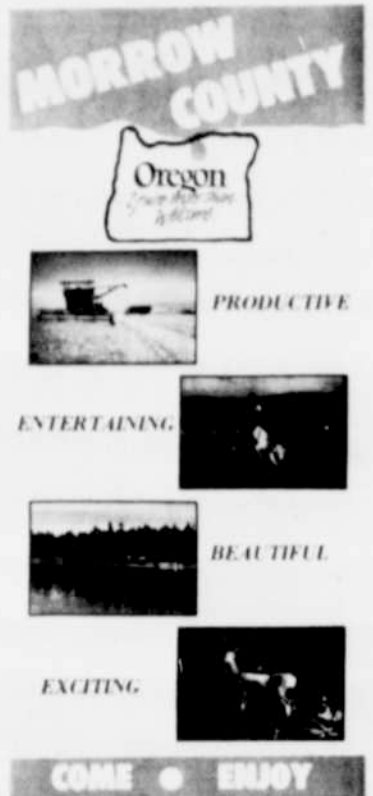 MORROW
COUNTY
Oregon
PRODUCTIVE
ENTERTAINING
BEAUTIFUL
EXCITING
COME ● ENJOY